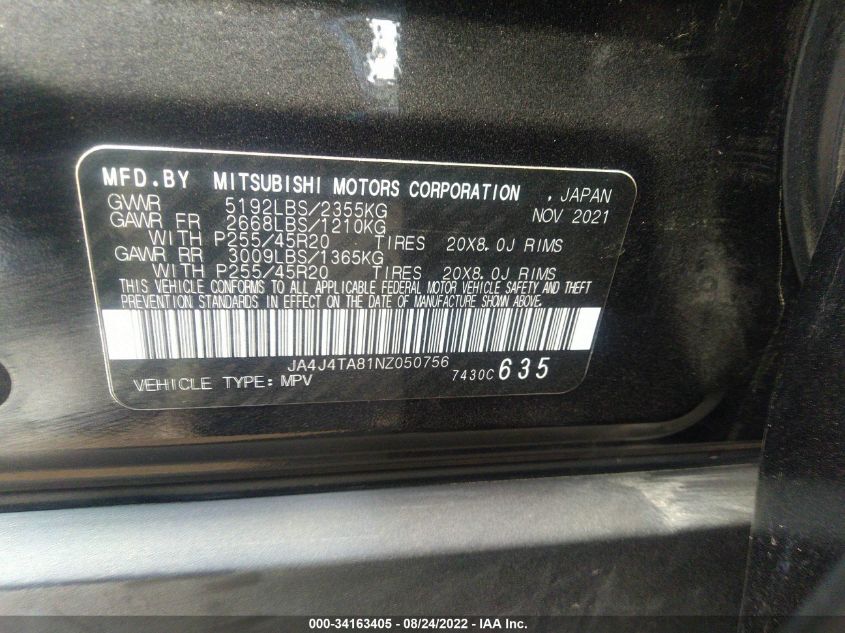 MFD.BY MITSUBISHI MOTORS CORPORATION , JAPAN
GVWR 5192LBS/2355KG NOV 2021
GAWR FR 2668LBS/1210KG
WITH P255/45R20 TIRES 20X8.0J RIMS
GAWR RR 3009LBS/1365KG
WITH P255/45R20 TIRES 20X8.0J RIMS
THIS VEHICLE CONFORMS TO ALL APPLICABLE FEDERAL MOTOR VEHICLE SAFETY AND THEFT
PREVENTION STANDARDS IN EFFECT ON THE DATE OF MANUFACTURE SHOWN ABOVE.
JA4J4TA81NZ050756
VEHICLE TYPE: MPV 7430C 635
000-34163405 - 08/24/2022 - IAA Inc.